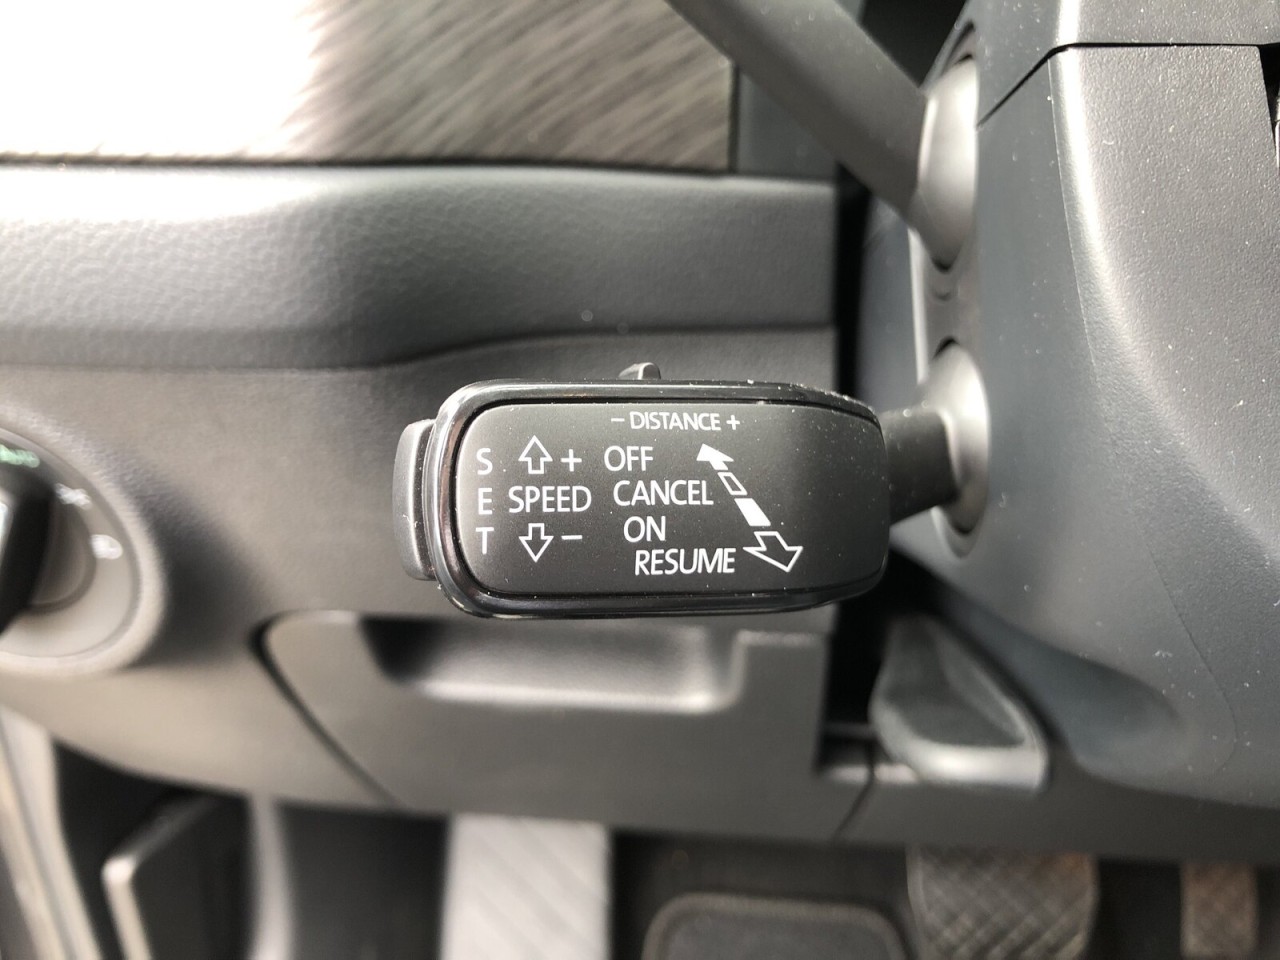 - DISTANCE +
S + OFF
E SPEED CANCEL
T - ON
RESUME